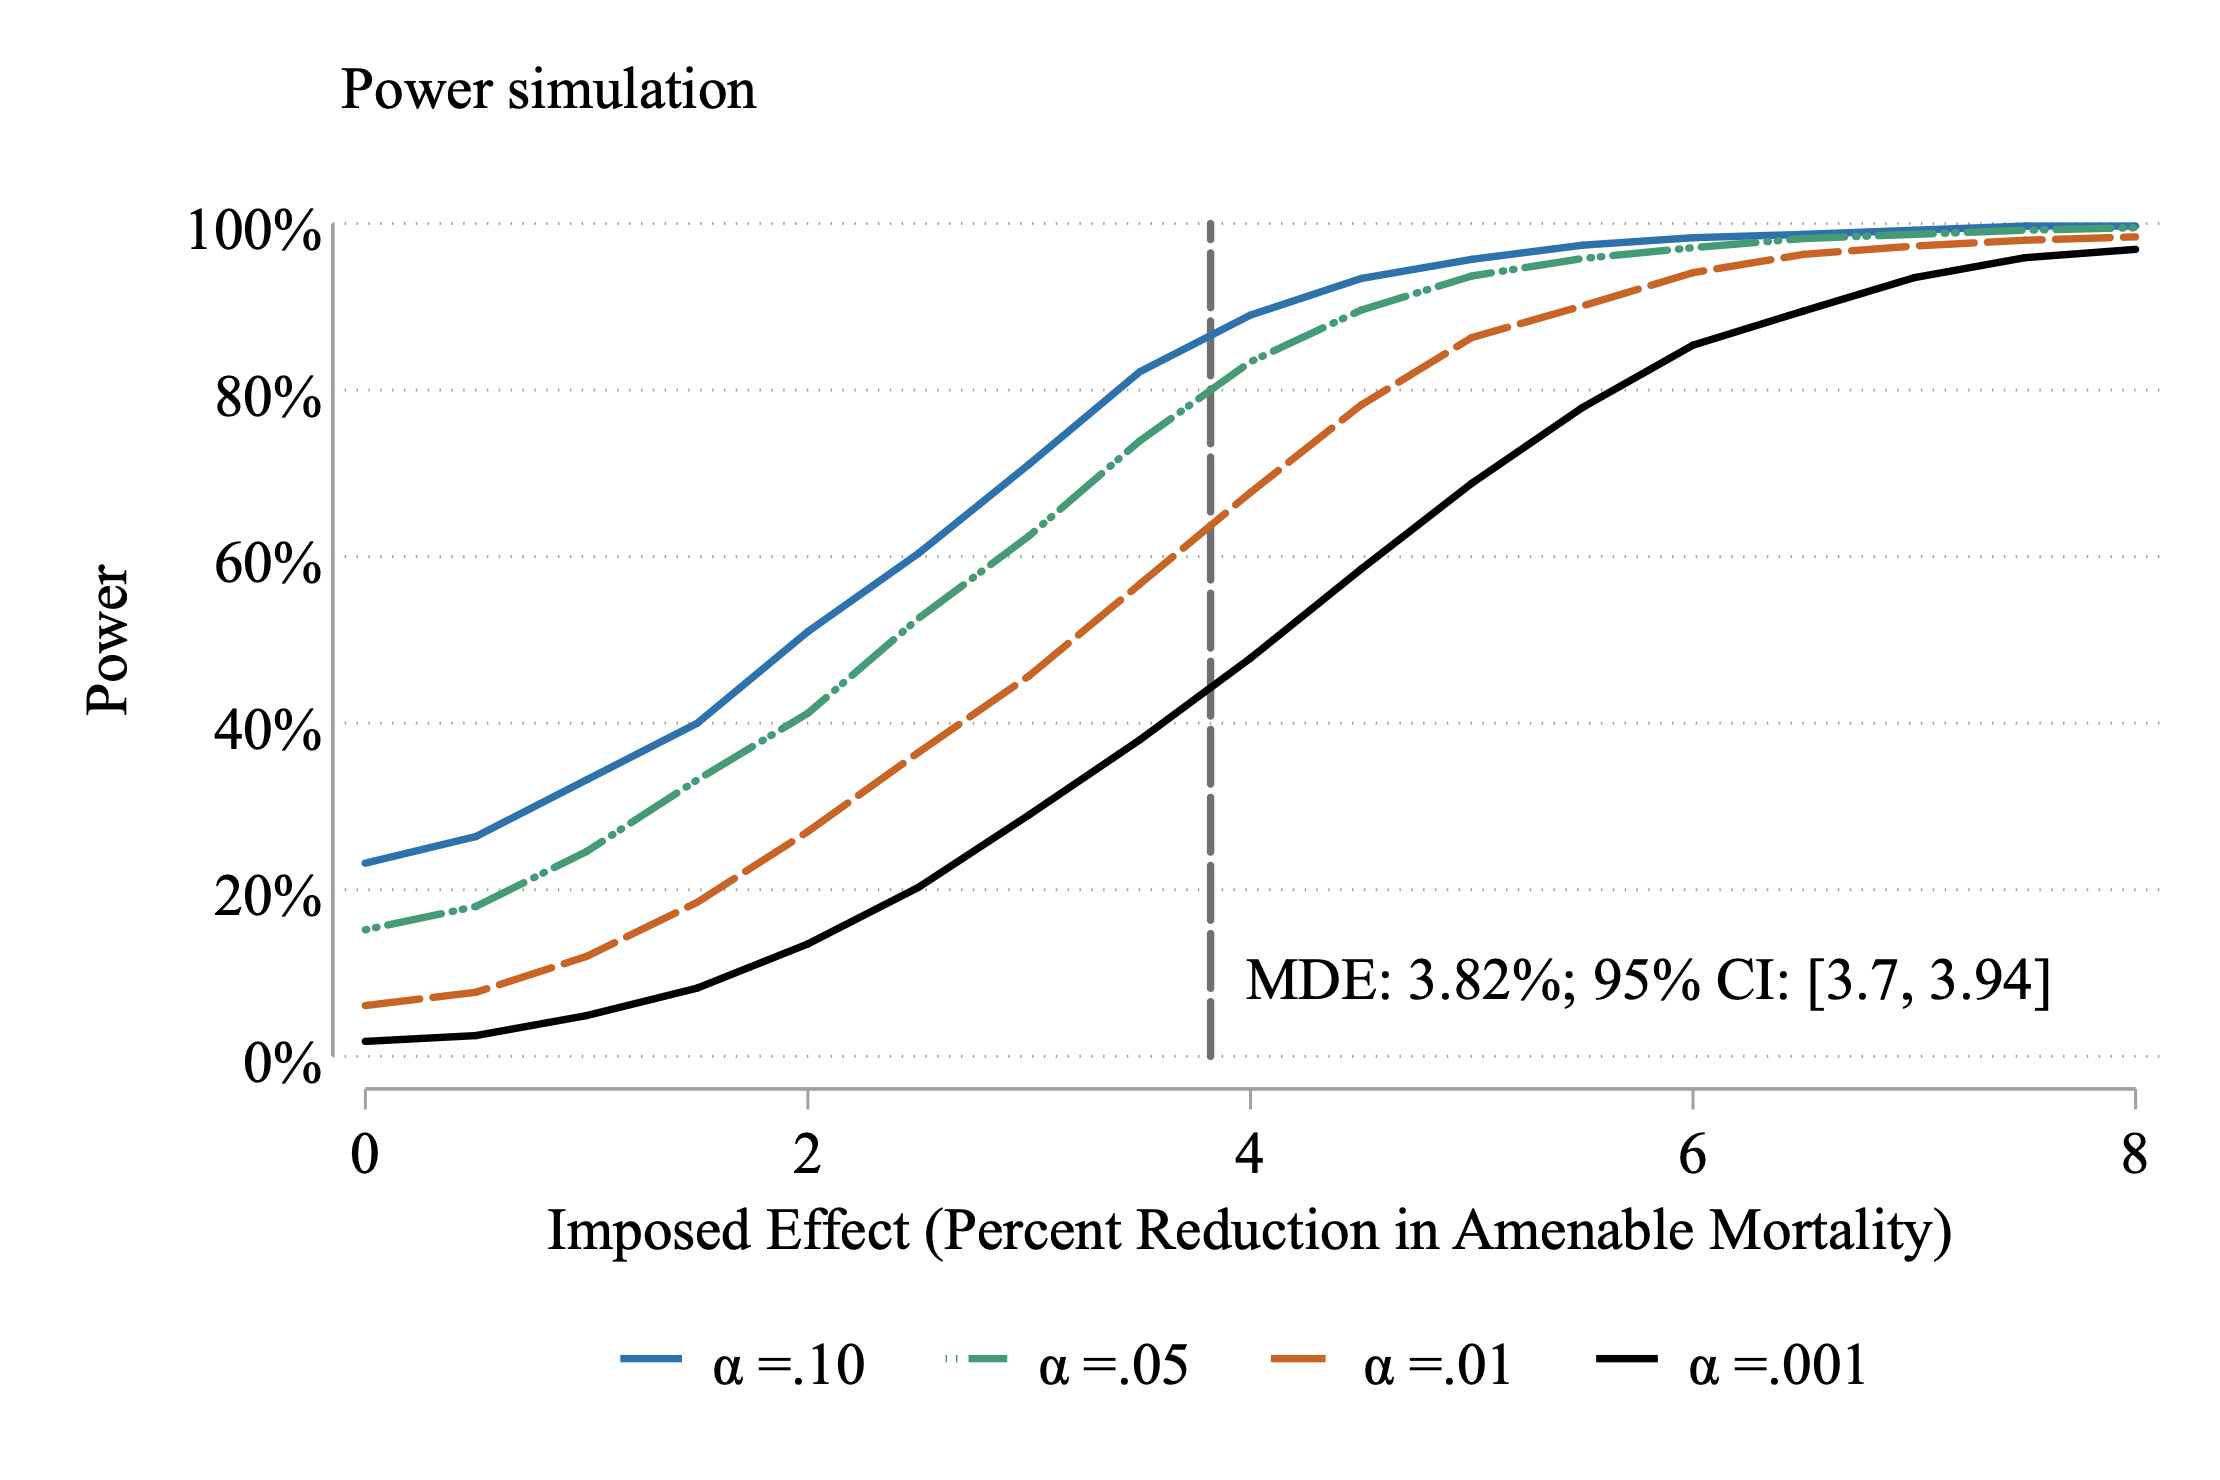 Power simulation
100%
80%
60%
40%
20%
0%
Power
MDE: 3.82%; 95% CI: [3.7, 3.94]
0 2 4 6 8
Imposed Effect (Percent Reduction in Amenable Mortality)
α =.10 α =.05 α =.01 α =.001